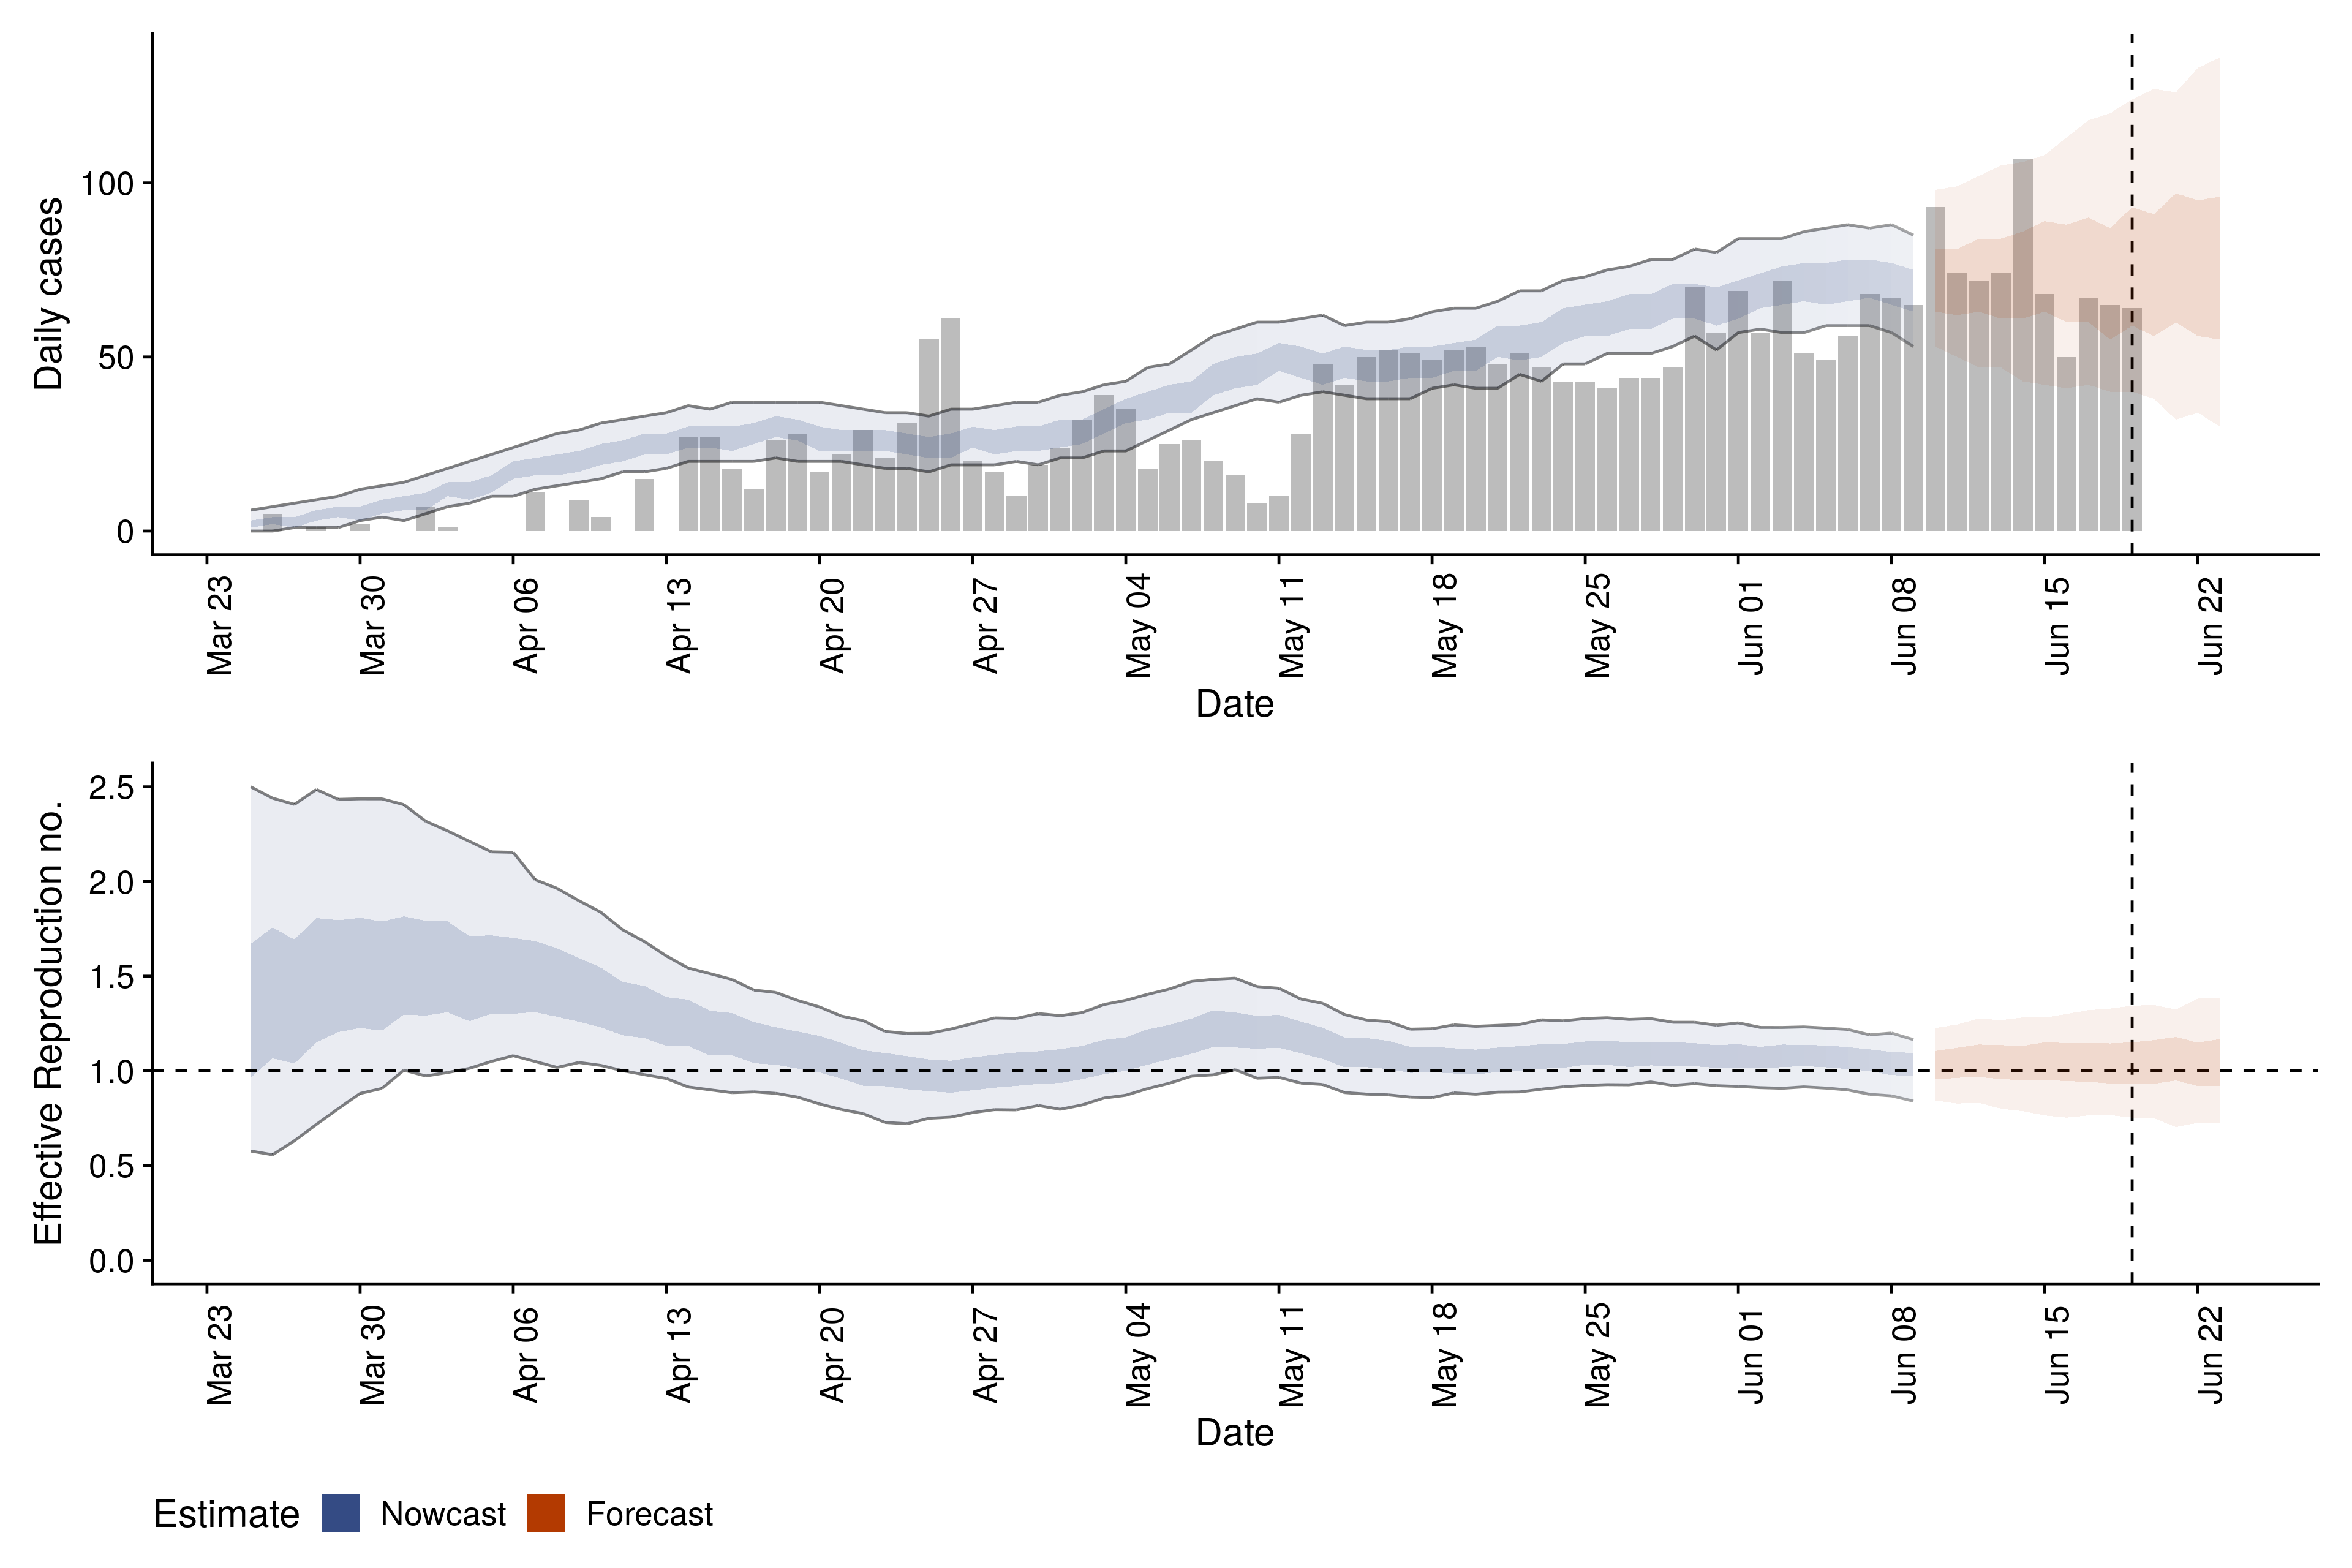 Daily cases
100
50
0
Mar 23
Mar 30
Apr 06
Apr 13
Apr 20
Apr 27
May 04
May 11
May 18
May 25
Jun 01
Jun 08
Jun 15
Jun 22
Date
Effective Reproduction no.
2.5
2.0
1.5
1.0
0.5
0.0
Mar 23
Mar 30
Apr 06
Apr 13
Apr 20
Apr 27
May 04
May 11
May 18
May 25
Jun 01
Jun 08
Jun 15
Jun 22
Date
Estimate Nowcast Forecast